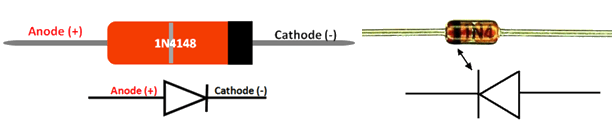 Anode (+)
1N4148
Cathode (-)
1N4
Anode (+)
Cathode (-)